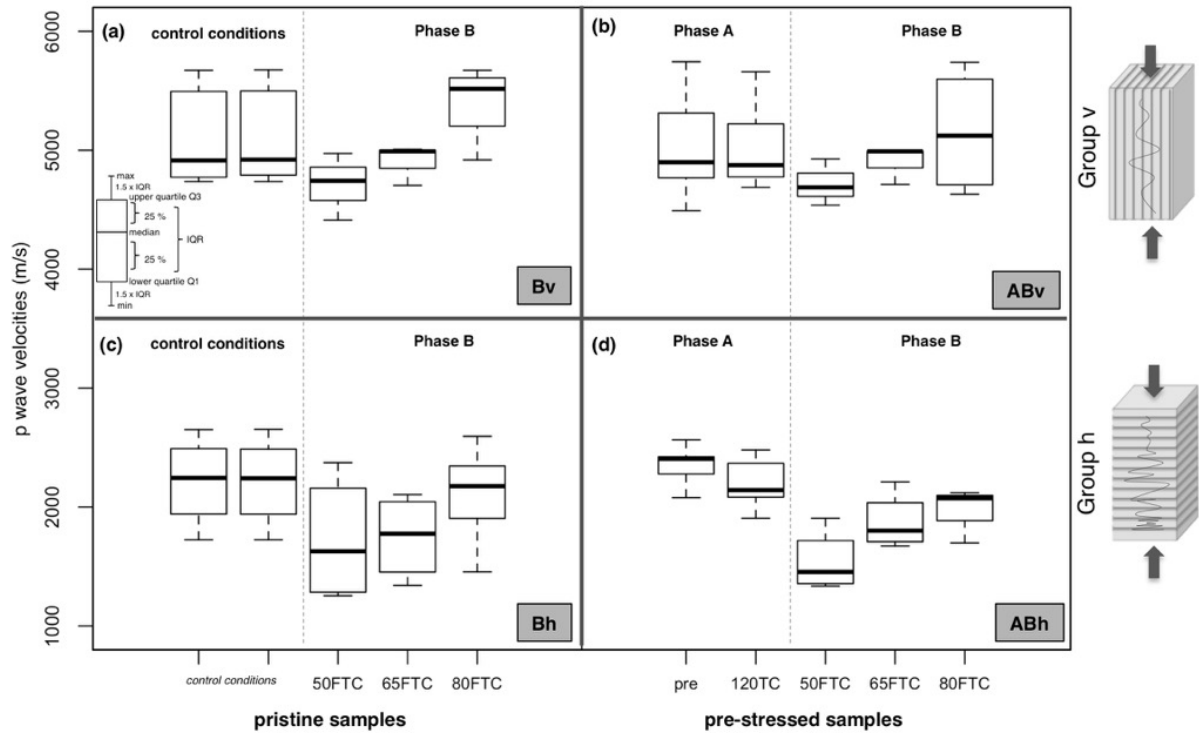 (a)
control conditions
Phase B
max
1.5 x IQR
upper quartile Q3
25 %
median
IQR
25 %
lower quartile Q1
1.5 x IQR
min
Bv
(b)
Phase A
Phase B
ABv
Group v
(c)
control conditions
Phase B
Bh
(d)
Phase A
Phase B
ABh
Group h
p wave velocities (m/s)
6000
5000
4000
3000
2000
1000
control conditions
50FTC
65FTC
80FTC
pre
120TC
50FTC
65FTC
80FTC
pristine samples
pre-stressed samples